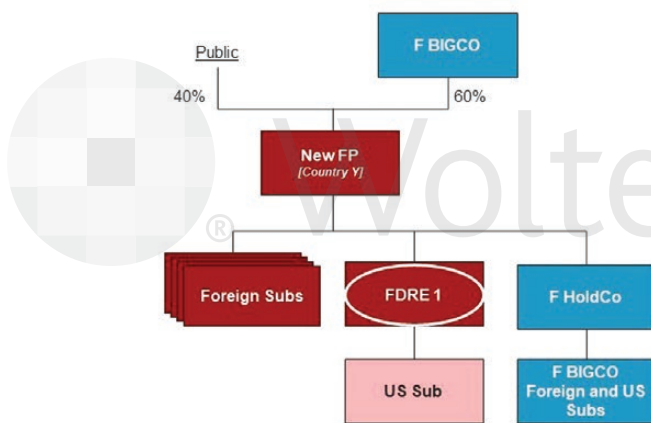 Public
F BIGCO
40%
60%
New FP
[Country Y]
® Wolte
Foreign Subs
FDRE 1
F HoldCo
US Sub
F BIGCO
Foreign and US
Subs